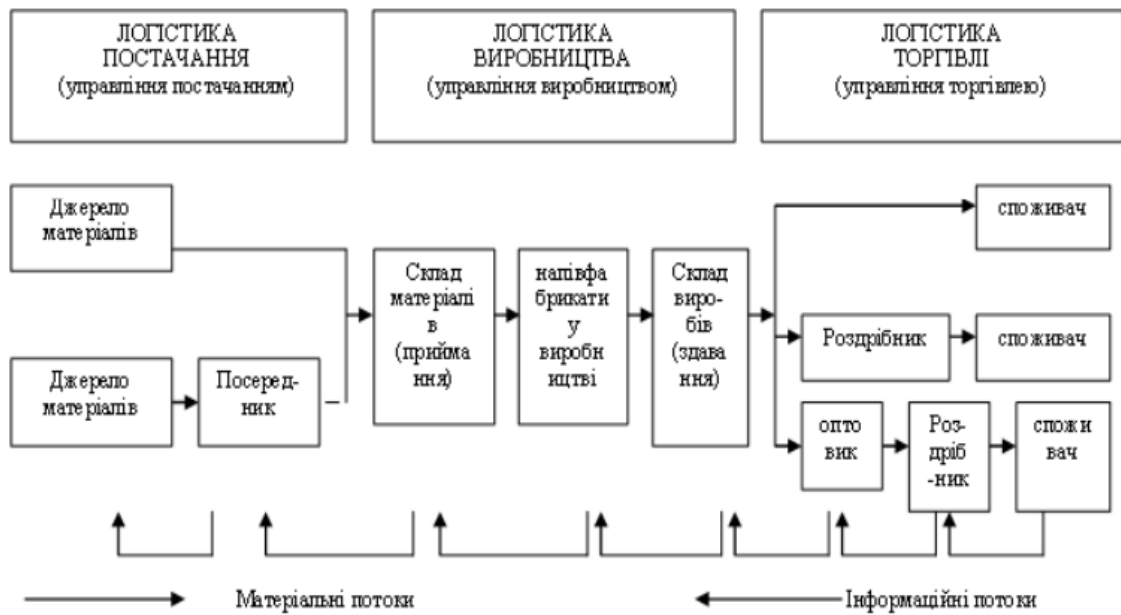 ЛОГІСТИКА
ПОСТАЧАННЯ
(управління постачанням)
ЛОГІСТИКА
ВИРОБНИЦТВА
(управління виробництвом)
ЛОГІСТИКА
ТОРГІВЛІ
(управління торгівлею)
Джерело
матеріалів
Джерело
матеріалів
Посеред-
ник
Склад
матеріалі
в
(прийма
ння)
напівфа
брикати
у
виробн
ицтві
Склад
виро-
бів
(здава
ння)
споживач
Роздрібник
споживач
опто
вик
Роз-
дріб
-ник
спожи
вач
Матеріальні потоки
Інформаційні потоки